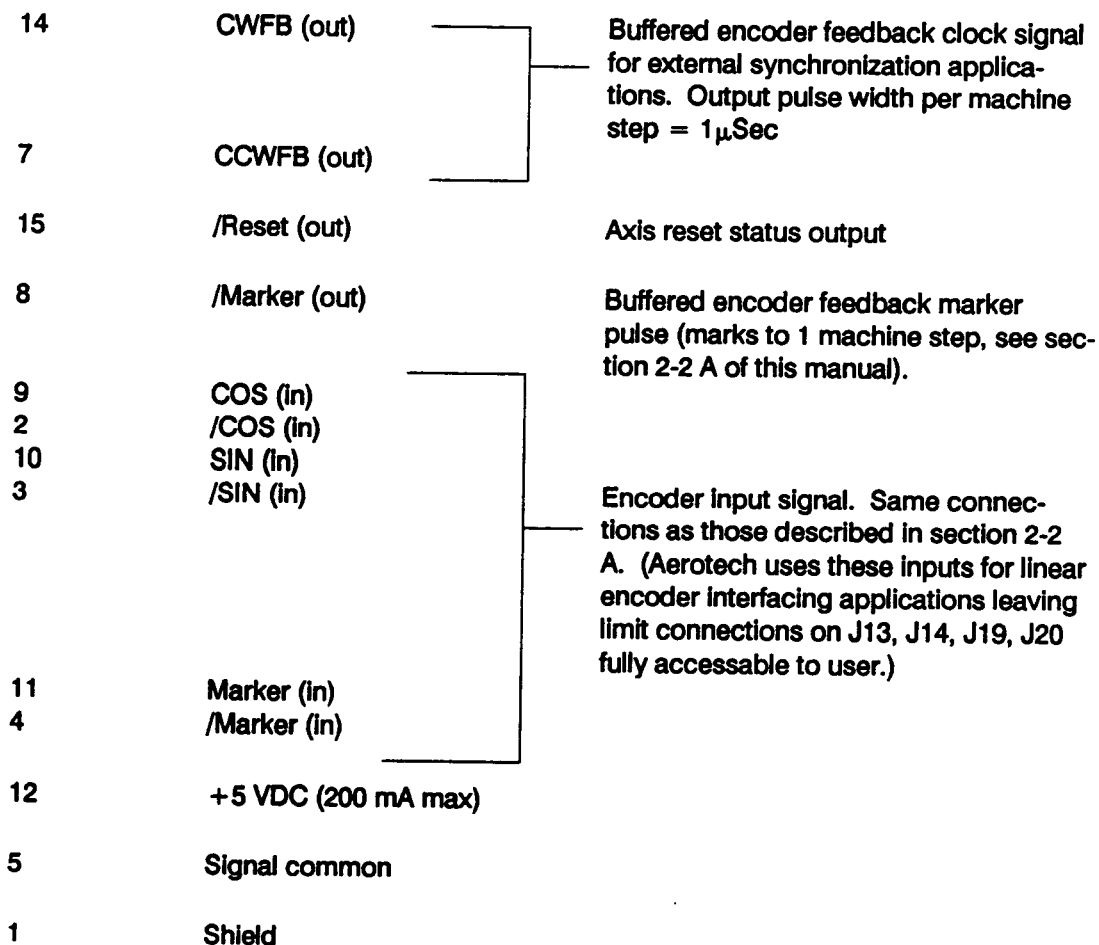 14 CWFB (out) Buffered encoder feedback clock signal
for external synchronization applica-
tions. Output pulse width per machine
step = 1µSec
7 CCWFB (out)
15 /Reset (out) Axis reset status output
8 /Marker (out) Buffered encoder feedback marker
pulse (marks to 1 machine step, see sec-
tion 2-2 A of this manual).
9 COS (in)
2 /COS (in)
10 SIN (in)
3 /SIN (in) Encoder input signal. Same connec-
tions as those described in section 2-2
A. (Aerotech uses these inputs for linear
encoder interfacing applications leaving
limit connections on J13, J14, J19, J20
fully accessable to user.)
11 Marker (in)
4 /Marker (in)
12 +5 VDC (200 mA max)
5 Signal common
1 Shield